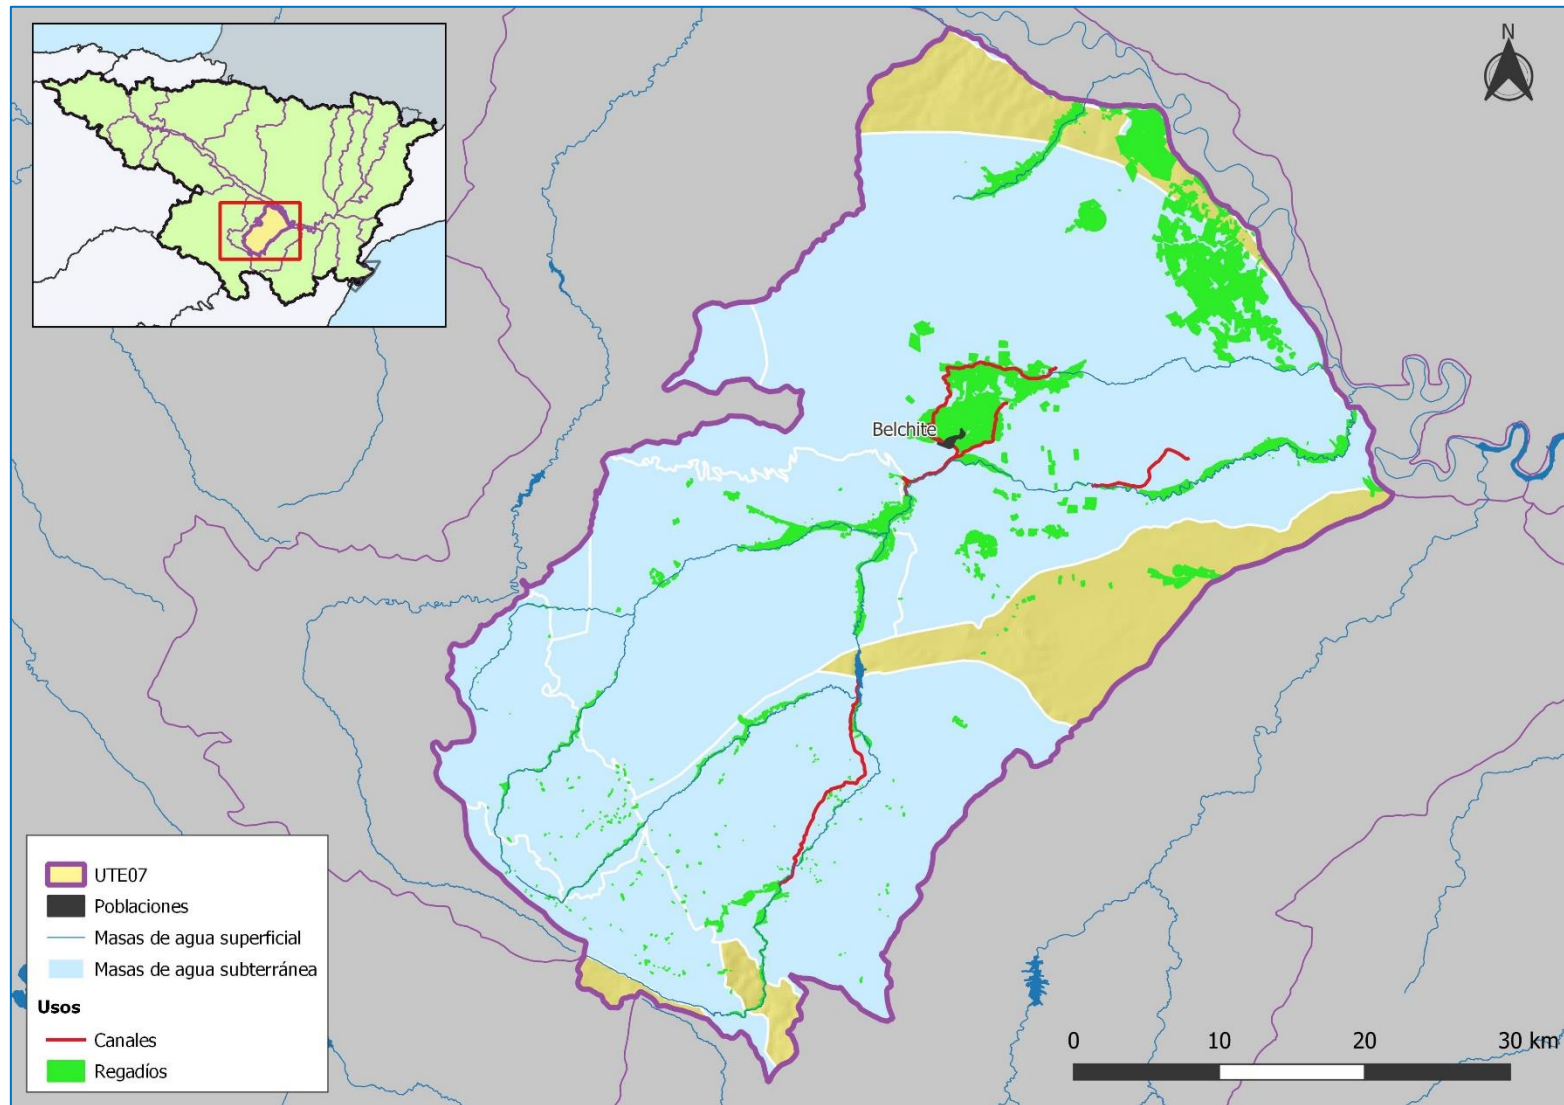 N
Belchite
UTE07
Poblaciones
Masas de agua superficial
Masas de agua subterránea
Usos
Canales
Regadíos
0 10 20 30 km